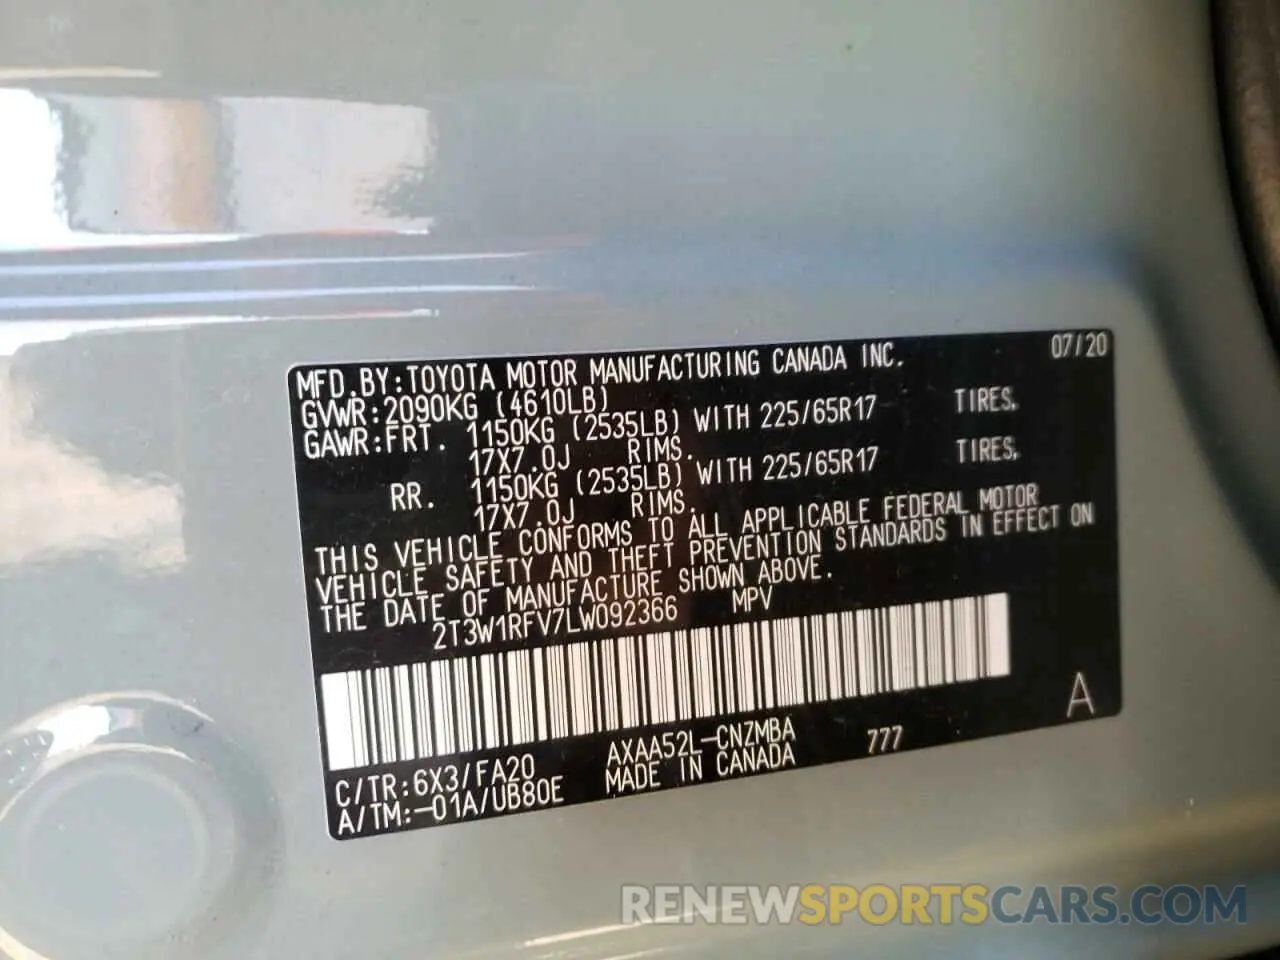 MFD.BY:TOYOTA MOTOR MANUFACTURING CANADA INC. 07/20
GVWR:2090KG (4610LB)
GAWR:FRT. 1150KG (2535LB) WITH 225/65R17 TIRES,
17X7.0J RIMS.
RR. 1150KG (2535LB) WITH 225/65R17 TIRES,
17X7.0J RIMS.
THIS VEHICLE CONFORMS TO ALL APPLICABLE FEDERAL MOTOR
VEHICLE SAFETY AND THEFT PREVENTION STANDARDS IN EFFECT ON
THE DATE OF MANUFACTURE SHOWN ABOVE.
2T3W1RFV7LW092366 MPV
A
C/TR:6X3/FA20 AXAA52L-CNZMBA 777
A/TM:-01A/UB80E MADE IN CANADA
RENEWSPORTSCARS.COM